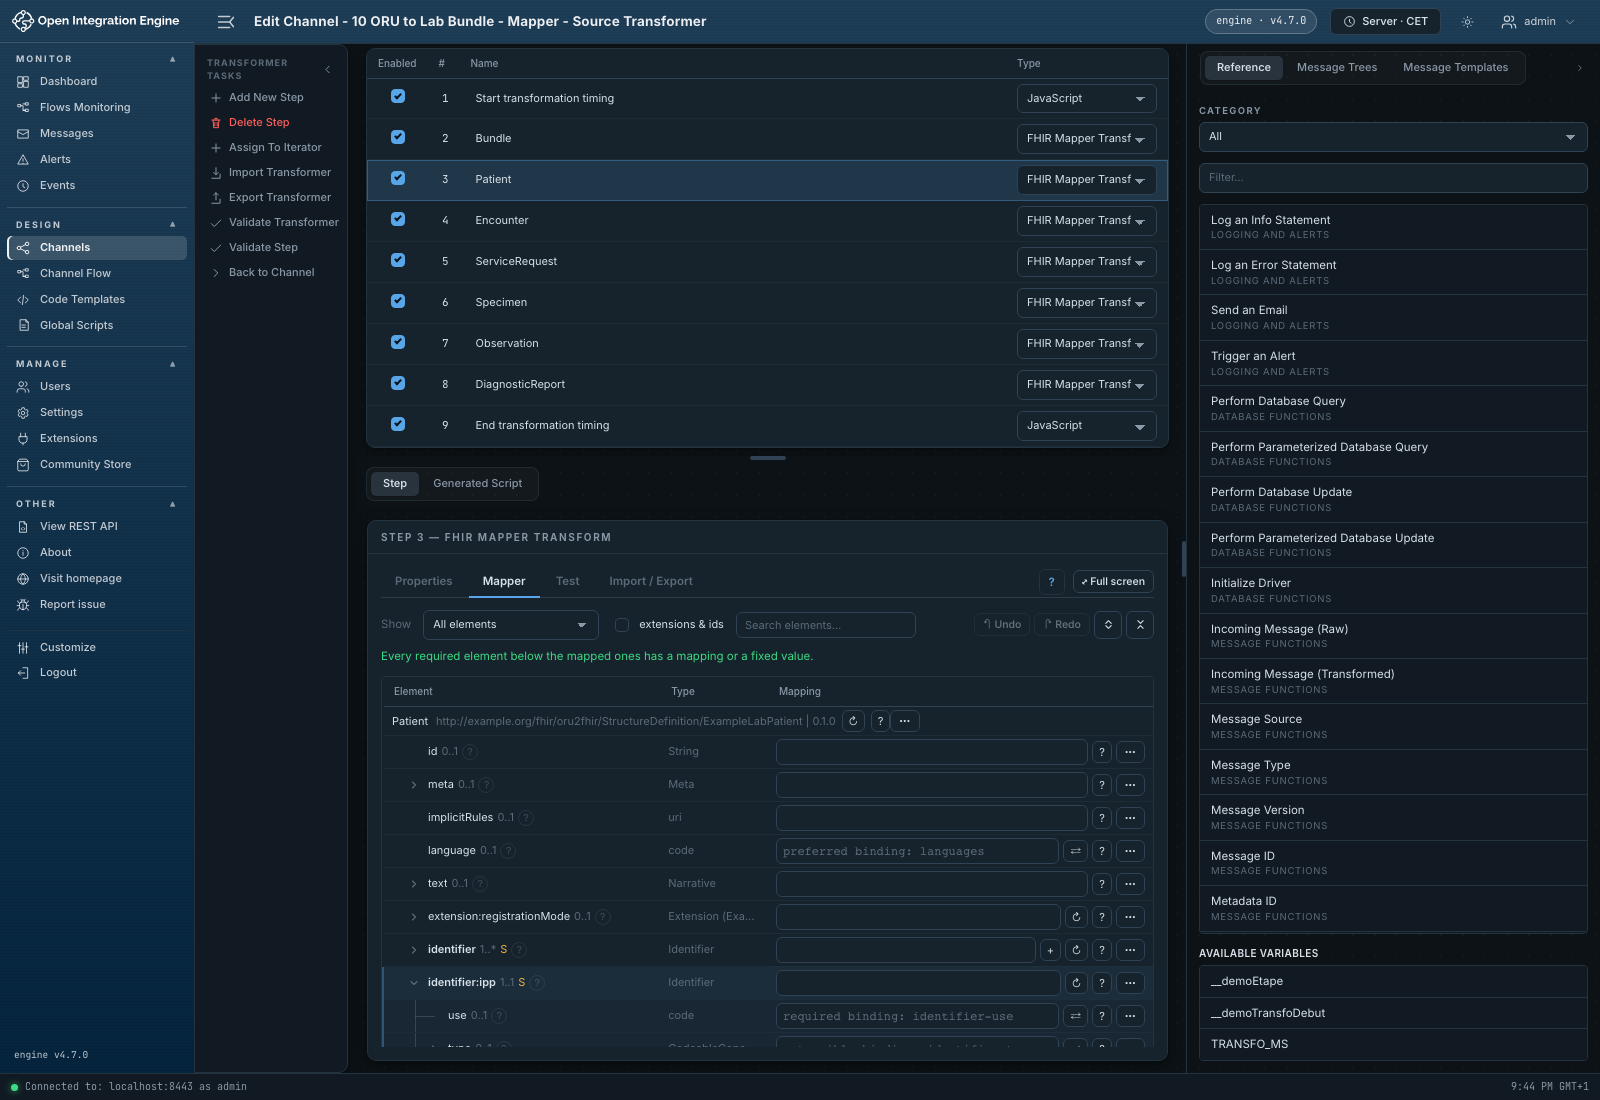 Open Integration Engine
Edit Channel - 10 ORU to Lab Bundle - Mapper - Source Transformer
engine · v4.7.0
Server · CET
admin
MONITOR
Dashboard
Flows Monitoring
Messages
Alerts
Events
DESIGN
Channels
Channel Flow
Code Templates
Global Scripts
MANAGE
Users
Settings
Extensions
Community Store
OTHER
View REST API
About
Visit homepage
Report issue
Customize
Logout
engine v4.7.0
TRANSFORMER
TASKS
Add New Step
Delete Step
Assign To Iterator
Import Transformer
Export Transformer
Validate Transformer
Validate Step
Back to Channel
Enabled # Name Type
1 Start transformation timing JavaScript
2 Bundle FHIR Mapper Transf
3 Patient FHIR Mapper Transf
4 Encounter FHIR Mapper Transf
5 ServiceRequest FHIR Mapper Transf
6 Specimen FHIR Mapper Transf
7 Observation FHIR Mapper Transf
8 DiagnosticReport FHIR Mapper Transf
9 End transformation timing JavaScript
Step Generated Script
STEP 3 — FHIR MAPPER TRANSFORM
Properties Mapper Test Import / Export ? Full screen
Show All elements extensions & ids Search elements... Undo Redo
Every required element below the mapped ones has a mapping or a fixed value.
Element Type Mapping
Patient http://example.org/fhir/oru2fhir/StructureDefinition/ExampleLabPatient | 0.1.0 ? ...
id 0..1 ? String ? ...
meta 0..1 ? Meta ? ...
implicitRules 0..1 ? uri ? ...
language 0..1 ? code preferred binding: languages ? ...
text 0..1 ? Narrative ? ...
extension:registrationMode 0..1 ? Extension (Exa... ? ...
identifier 1..* S ? Identifier + ? ...
identifier:ipp 1..1 S ? Identifier ? ...
use 0..1 ? code required binding: identifier-use ? ...
Reference Message Trees Message Templates
CATEGORY
All
Filter...
Log an Info Statement
LOGGING AND ALERTS
Log an Error Statement
LOGGING AND ALERTS
Send an Email
LOGGING AND ALERTS
Trigger an Alert
LOGGING AND ALERTS
Perform Database Query
DATABASE FUNCTIONS
Perform Parameterized Database Query
DATABASE FUNCTIONS
Perform Database Update
DATABASE FUNCTIONS
Perform Parameterized Database Update
DATABASE FUNCTIONS
Initialize Driver
DATABASE FUNCTIONS
Incoming Message (Raw)
MESSAGE FUNCTIONS
Incoming Message (Transformed)
MESSAGE FUNCTIONS
Message Source
MESSAGE FUNCTIONS
Message Type
MESSAGE FUNCTIONS
Message Version
MESSAGE FUNCTIONS
Message ID
MESSAGE FUNCTIONS
Metadata ID
MESSAGE FUNCTIONS
AVAILABLE VARIABLES
__demoEtape
__demoTransfoDebut
TRANSFO_MS
Connected to: localhost:8443 as admin
9:44 PM GMT+1